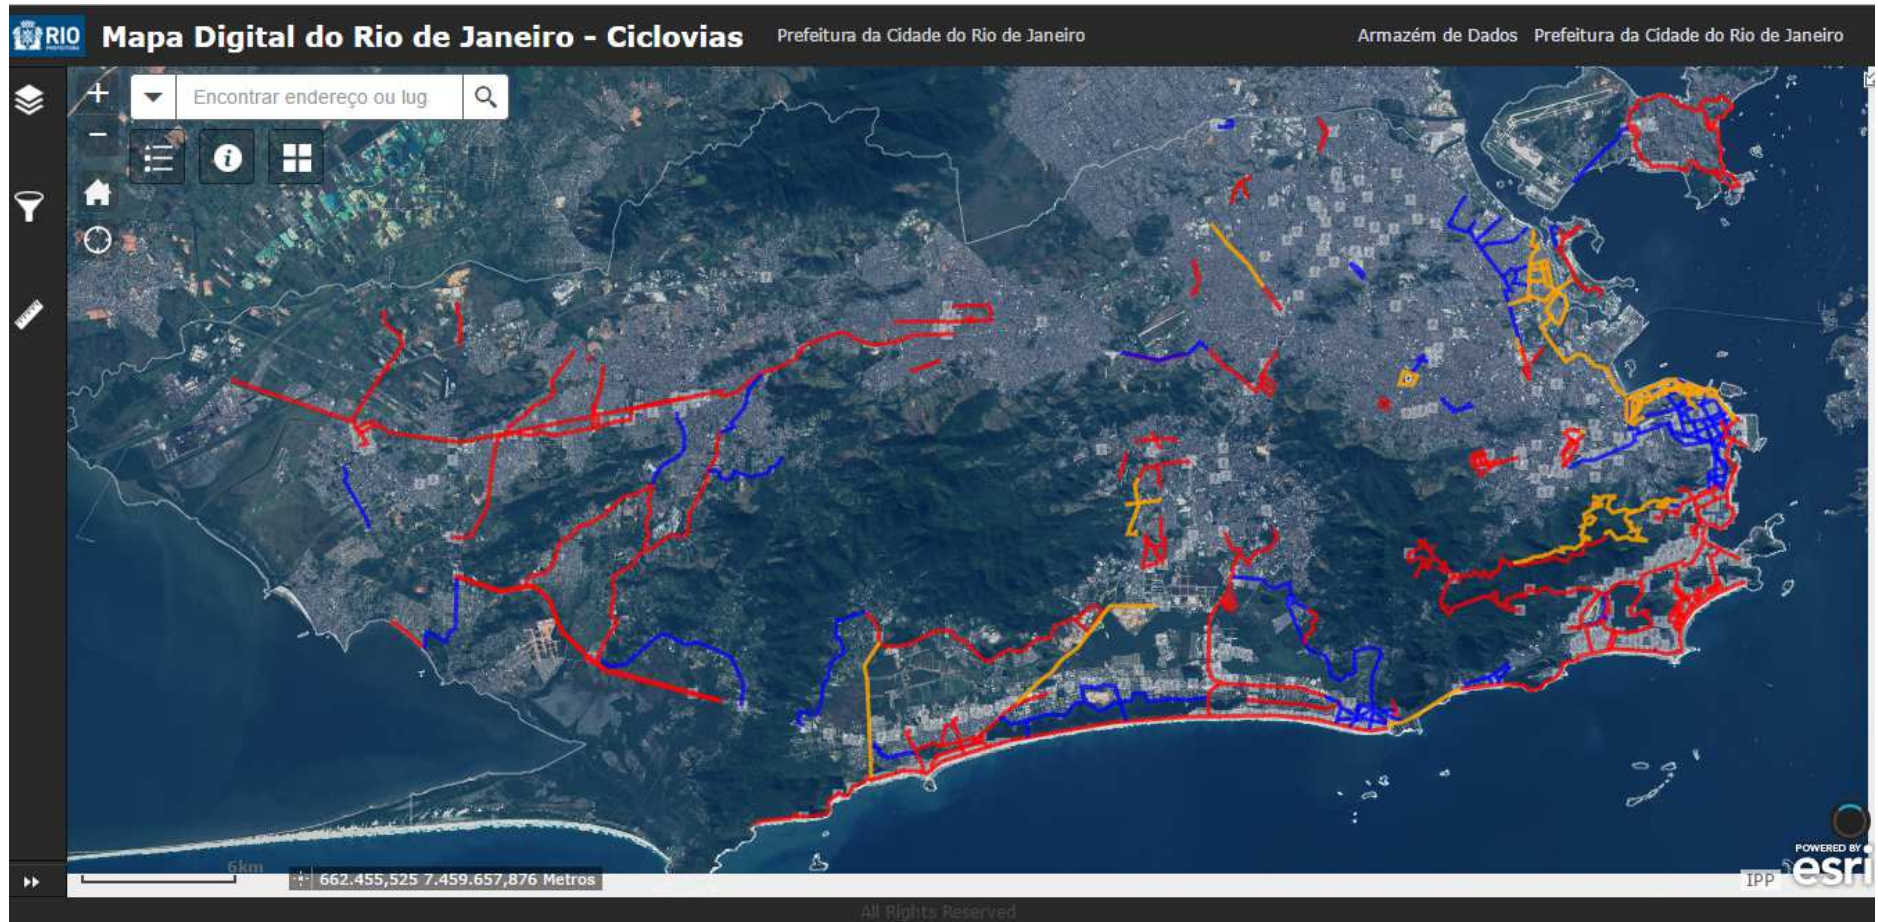 RIO
PREFEITURA
Mapa Digital do Rio de Janeiro - Ciclovias
Prefeitura da Cidade do Rio de Janeiro
Armazém de Dados
Prefeitura da Cidade do Rio de Janeiro
+
Encontrar endereço ou lug
−
i
6km
662.455,525 7.459.657,876 Metros
IPP
POWERED BY
esri
All Rights Reserved